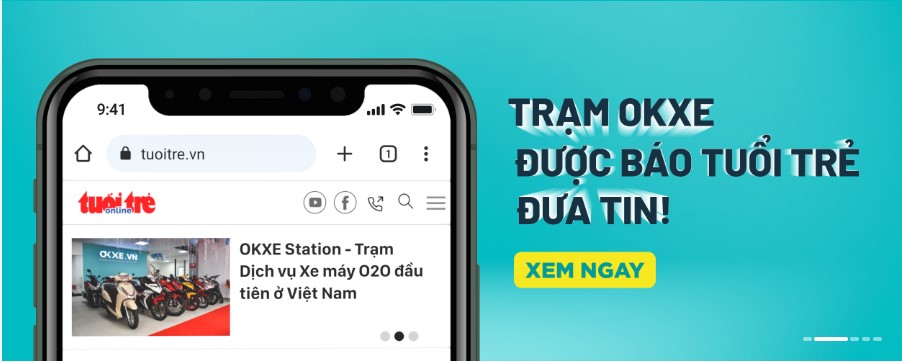 9:41
tuoitre.vn
1
tuổi trẻ
online
OKXE.VN
OKXE Station - Trạm
Dịch vụ Xe máy O2O đầu
tiên ở Việt Nam
TRẠM OKXE
ĐƯỢC BÁO TUỔI TRẺ
ĐƯA TIN!
XEM NGAY